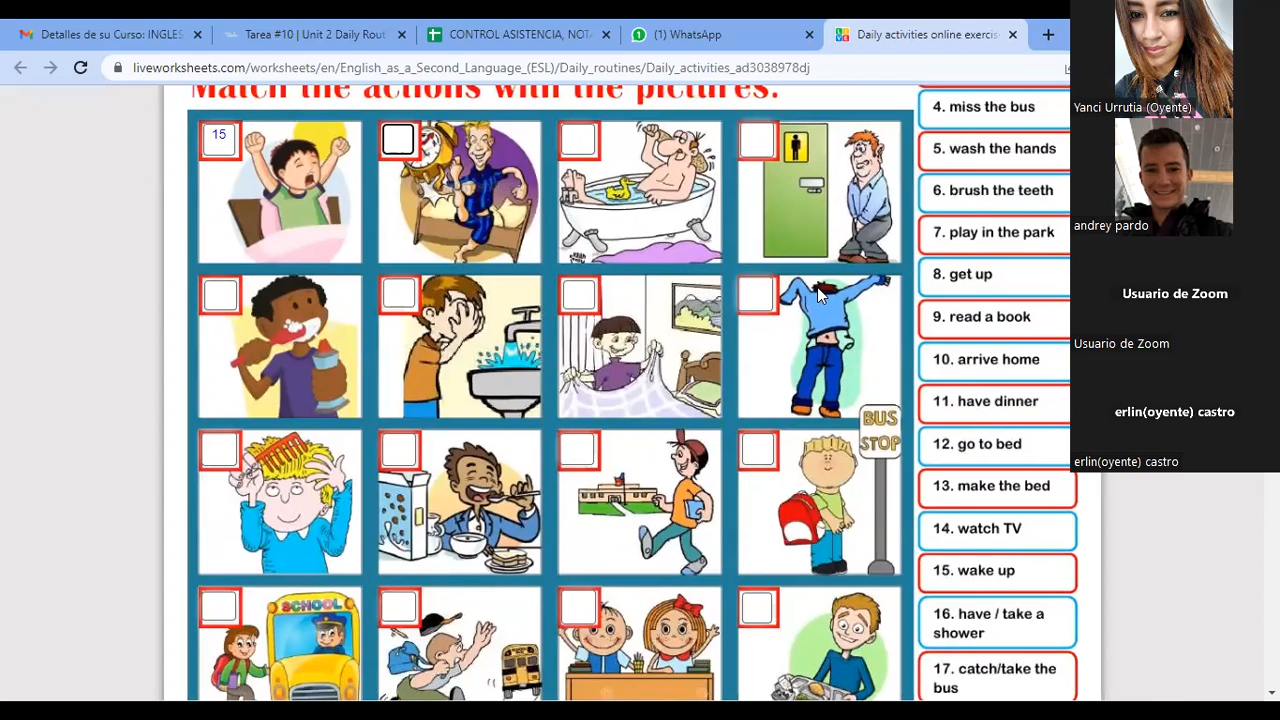 Detalles de su Curso: INGLES
Tarea #10 | Unit 2 Daily Rout
CONTROL ASISTENCIA, NOTA
(1) WhatsApp
Daily activities online exercis
liveworksheets.com/worksheets/en/English_as_a_Second_Language_(ESL)/Daily_routines/Daily_activities_ad3038978dj
Match the actions with the pictures.
15
BUS
STOP
SCHOOL
4. miss the bus
5. wash the hands
6. brush the teeth
7. play in the park
8. get up
9. read a book
10. arrive home
11. have dinner
12. go to bed
13. make the bed
14. watch TV
15. wake up
16. have / take a
shower
17. catch/take the
bus
Yanci Urrutia (Oyente)
andrey pardo
Usuario de Zoom
Usuario de Zoom
erlin(oyente) castro
erlin(oyente) castro